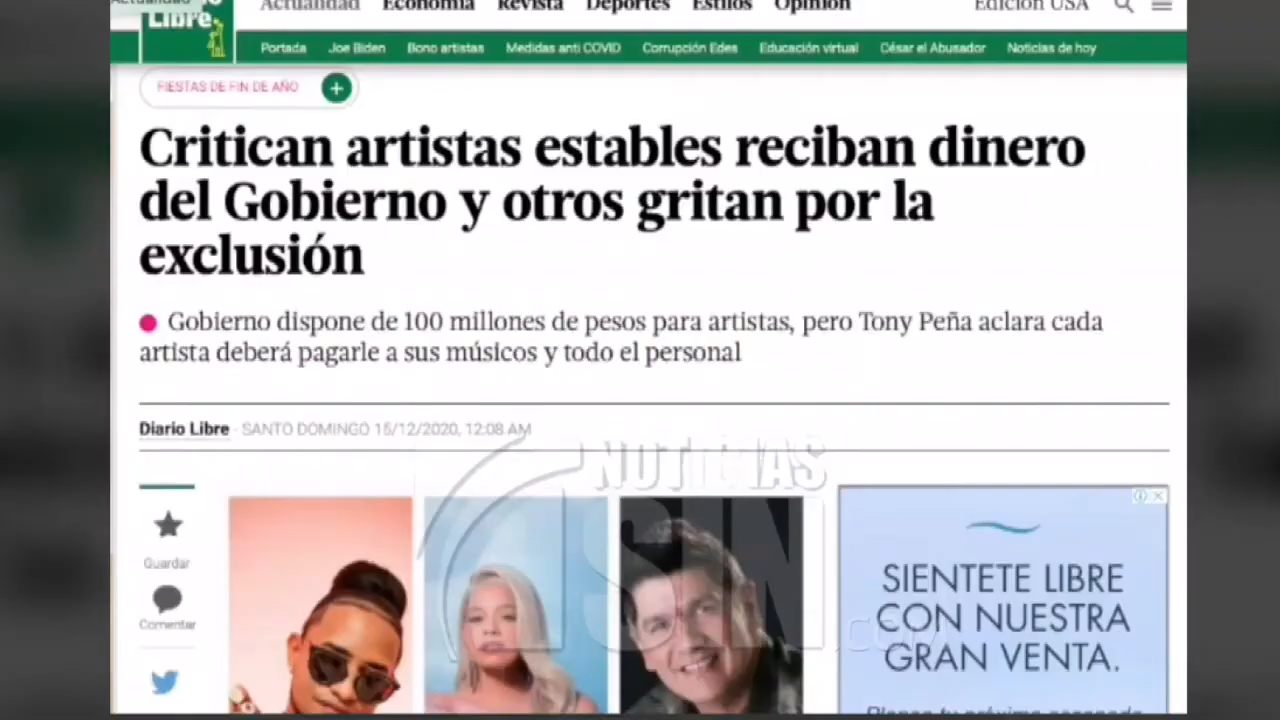 Actualidad
Libre
Actualidad Economía Revista Deportes Estilos Opinión Edición USA
Portada Joe Biden Bono artistas Medidas anti COVID Corrupción Edes Educación virtual César el Abusador Noticias de hoy
FIESTAS DE FIN DE AÑO +
Critican artistas estables reciban dinero
del Gobierno y otros gritan por la
exclusión
Gobierno dispone de 100 millones de pesos para artistas, pero Tony Peña aclara cada
artista deberá pagarle a sus músicos y todo el personal
Diario Libre - SANTO DOMINGO 15/12/2020, 12:08 AM
NOTICIAS
SIN
.com
Guardar
Comentar
SIENTETE LIBRE
CON NUESTRA
GRAN VENTA.